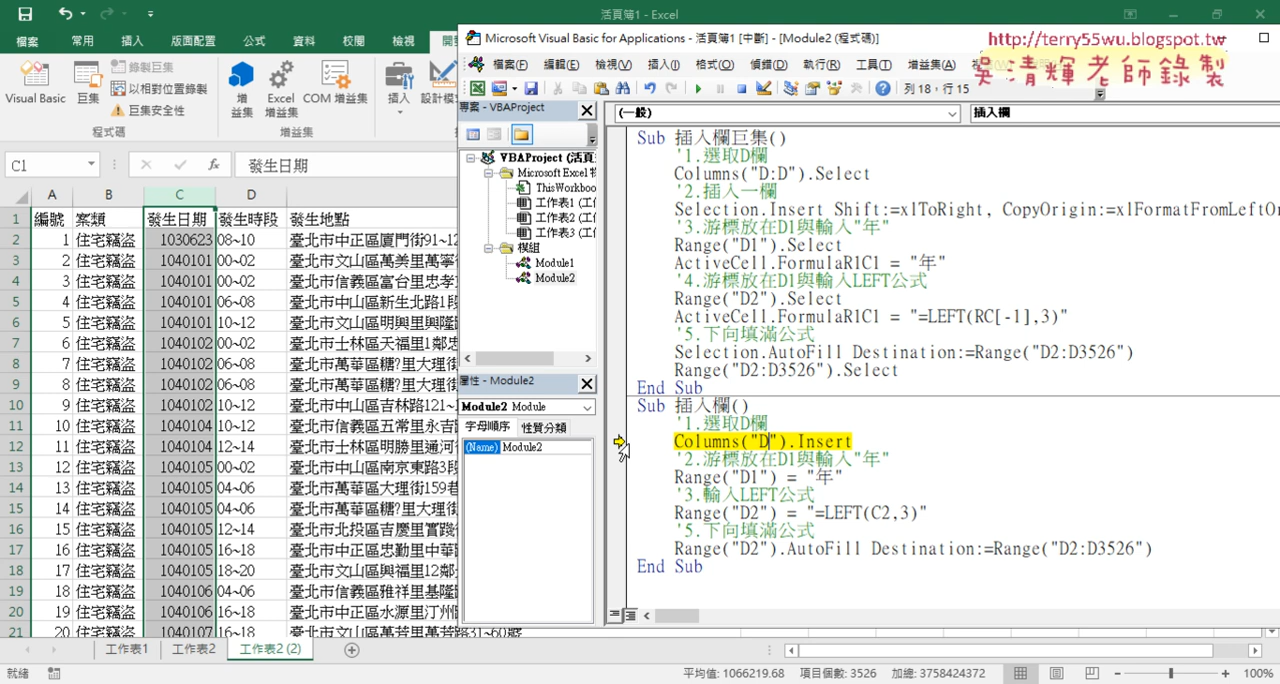 活頁簿1 - Excel
檔案 常用 插入 版面配置 公式 資料 校閱 檢視
Visual Basic 巨集 錄製巨集 以相對位置錄製 巨集安全性 程式碼
增益集 Excel 增益集 COM 增益集 增益集 插入
C1 fx 發生日期
A B C D
1 編號 案類 發生日期 發生時段 發生地點
2 1 住宅竊盜 1030623 08~10 臺北市中正區廈門街91~12
3 2 住宅竊盜 1040101 00~02 臺北市文山區萬美里萬寧
4 3 住宅竊盜 1040101 00~02 臺北市信義區富台里忠孝
5 4 住宅竊盜 1040101 06~08 臺北市中山區新生北路1段
6 5 住宅竊盜 1040101 10~12 臺北市文山區明興里興隆
7 6 住宅竊盜 1040102 00~02 臺北市士林區天福里1鄰忠
8 7 住宅竊盜 1040102 06~08 臺北市萬華區糖?里大理街
9 8 住宅竊盜 1040102 06~08 臺北市萬華區糖?里大理街
10 9 住宅竊盜 1040102 10~12 臺北市中山區吉林路121~1
11 10 住宅竊盜 1040104 10~12 臺北市信義區五常里永吉
12 11 住宅竊盜 1040104 12~14 臺北市士林區明勝里通河
13 12 住宅竊盜 1040105 00~02 臺北市中山區南京東路3段
14 13 住宅竊盜 1040105 04~06 臺北市萬華區大理街159巷
15 14 住宅竊盜 1040105 04~06 臺北市萬華區糖?里大理街
16 15 住宅竊盜 1040105 12~14 臺北市北投區吉慶里
17 16 住宅竊盜 1040105 16~18 臺北市中正區忠勤里中華
18 17 住宅竊盜 1040105 18~20 臺北市文山區興福里12鄰
19 18 住宅竊盜 1040106 04~06 臺北市信義區雅祥里基隆
20 19 住宅竊盜 1040106 16~18 臺北市中正區水源里汀州
21 20 住宅竊盜 1040107 16~18 臺北市文山區萬芳里萬芳路31~60號
工作表1 工作表2 工作表2 (2)
就緒 平均值: 1066219.68 項目個數: 3526 加總: 3758424372 100%
Microsoft Visual Basic for Applications - 活頁簿1 [中斷] - [Module2 (程式碼)]
http://terry55wu.blogspot.tw
吳清輝老師錄製
檔案(F) 編輯(E) 檢視(V) 插入(I) 格式(O) 偵錯(D) 執行(R) 工具(T) 增益集(A)
列 18，行 15
專案 - VBAProject
VBAProject (活頁
Microsoft Excel
ThisWorkboo
工作表1 (工
工作表2 (工
工作表3 (工
模組
Module1
Module2
屬性 - Module2
Module2 Module
字母順序 性質分類
(Name) Module2
(一般) 插入欄
Sub 插入欄巨集()
'1.選取D欄
Columns("D:D").Select
'2.插入一欄
Selection.Insert Shift:=xlToRight, CopyOrigin:=xlFormatFromLeftOr
'3.游標放在D1與輸入"年"
Range("D1").Select
ActiveCell.FormulaR1C1 = "年"
'4.游標放在D1與輸入LEFT公式
Range("D2").Select
ActiveCell.FormulaR1C1 = "=LEFT(RC[-1],3)"
'5.下向填滿公式
Selection.AutoFill Destination:=Range("D2:D3526")
Range("D2:D3526").Select
End Sub
Sub 插入欄()
'1.選取D欄
Columns("D").Insert
'2.游標放在D1與輸入"年"
Range("D1") = "年"
'3.輸入LEFT公式
Range("D2") = "=LEFT(C2,3)"
'5.下向填滿公式
Range("D2").AutoFill Destination:=Range("D2:D3526")
End Sub